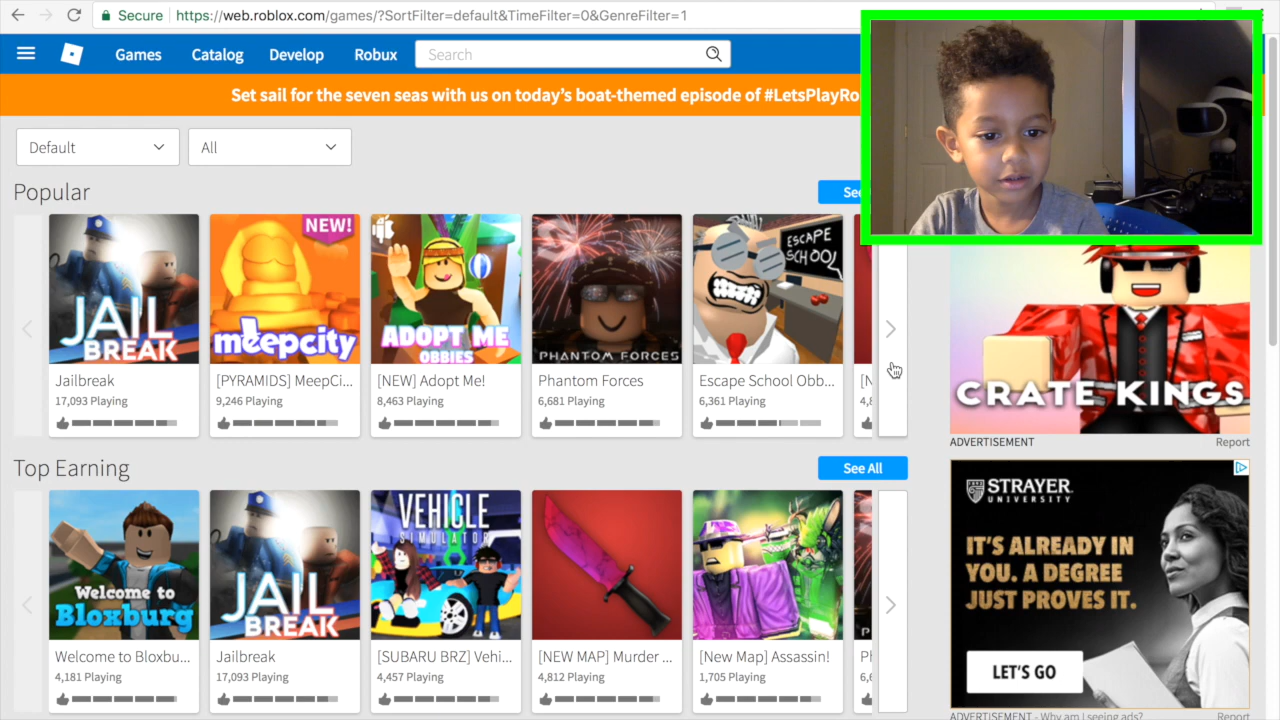 Secure https://web.roblox.com/games/?SortFilter=default&TimeFilter=0&GenreFilter=1
Games Catalog Develop Robux Search
Set sail for the seven seas with us on today's boat-themed episode of #LetsPlayRo
Default All
Popular
See
NEW!
JAIL BREAK
meepcity
ADOPT ME
OBBIES
PHANTOM FORCES
ESCAPE SCHOOL
Jailbreak
17,093 Playing
[PYRAMIDS] MeepCi...
9,246 Playing
[NEW] Adopt Me!
8,463 Playing
Phantom Forces
6,681 Playing
Escape School Obb...
6,361 Playing
[N
4,8
CRATE KINGS
ADVERTISEMENT Report
Top Earning
See All
Welcome to
Bloxburg
JAIL BREAK
VEHICLE
SIMULATOR
Welcome to Bloxbu...
4,181 Playing
Jailbreak
17,093 Playing
[SUBARU BRZ] Vehi...
4,457 Playing
[NEW MAP] Murder ...
4,812 Playing
[New Map] Assassin!
1,705 Playing
Ph
6,6
STRAYER
UNIVERSITY
IT'S ALREADY IN
YOU. A DEGREE
JUST PROVES IT.
LET'S GO
ADVERTISEMENT - Why am I seeing ads? Report